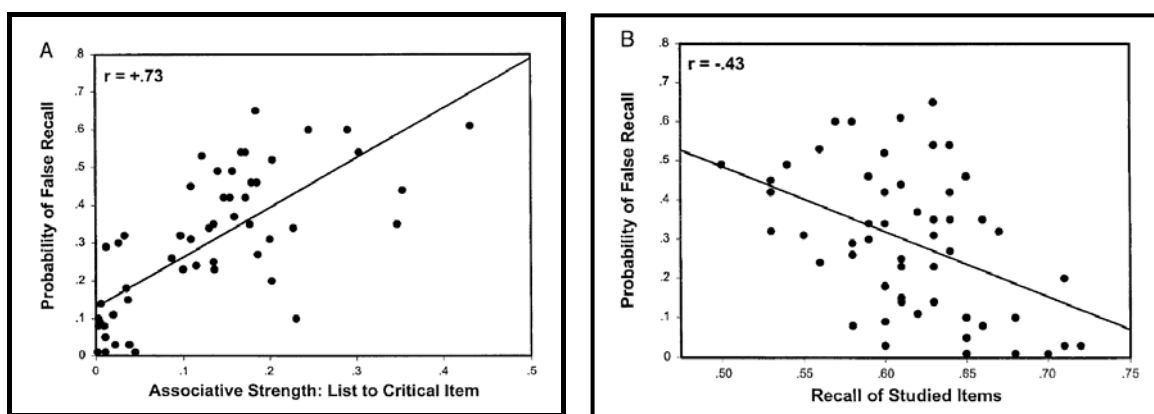 A
r = +.73
Probability of False Recall
.8
.7
.6
.5
.4
.3
.2
.1
0
0 .1 .2 .3 .4 .5
Associative Strength: List to Critical Item
B
r = -.43
Probability of False Recall
.8
.7
.6
.5
.4
.3
.2
.1
0
.50 .55 .60 .65 .70 .75
Recall of Studied Items